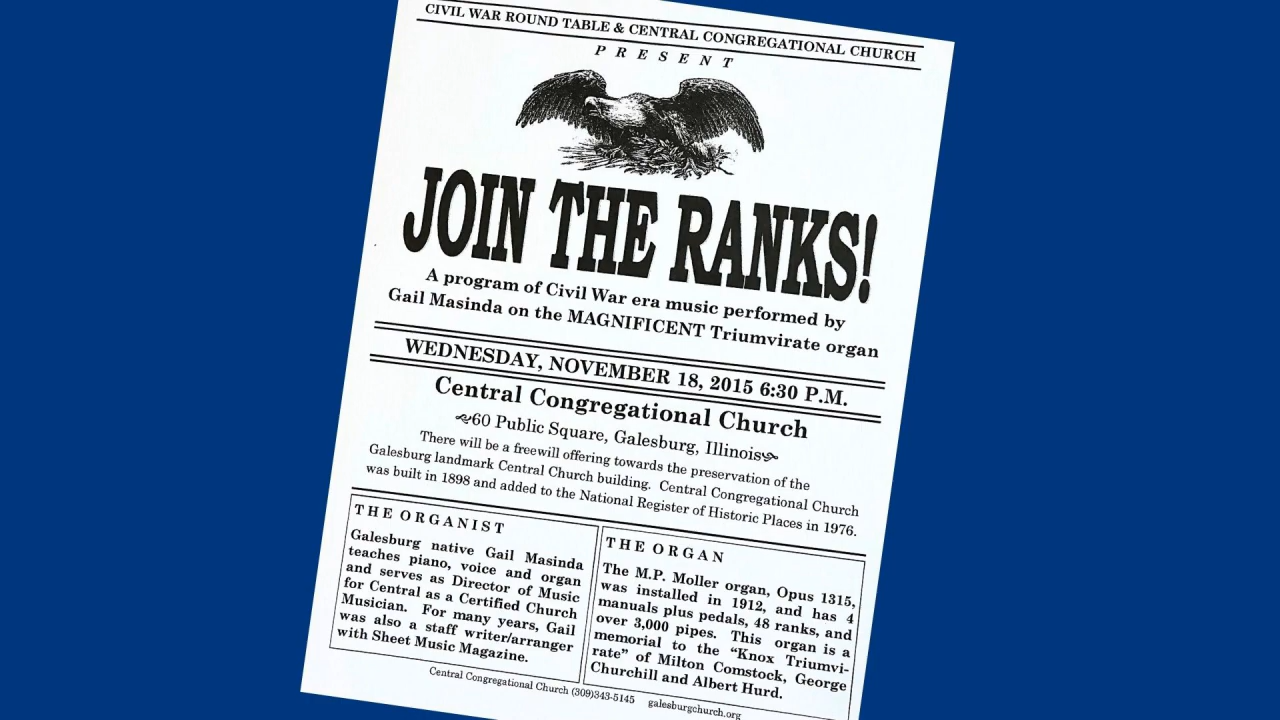 CIVIL WAR ROUND TABLE & CENTRAL CONGREGATIONAL CHURCH
PRESENT
JOIN THE RANKS!
A program of Civil War era music performed by
Gail Masinda on the MAGNIFICENT Triumvirate organ
WEDNESDAY, NOVEMBER 18, 2015 6:30 P.M.
Central Congregational Church
60 Public Square, Galesburg, Illinois
There will be a freewill offering towards the preservation of the
Galesburg landmark Central Church building. Central Congregational Church
was built in 1898 and added to the National Register of Historic Places in 1976.
THE ORGANIST
Galesburg native Gail Masinda
teaches piano, voice and organ
and serves as Director of Music
for Central as a Certified Church
Musician. For many years, Gail
was also a staff writer/arranger
with Sheet Music Magazine.
THE ORGAN
The M.P. Moller organ, Opus 1315,
was installed in 1912, and has 4
manuals plus pedals, 48 ranks, and
over 3,000 pipes. This organ is a
memorial to the "Knox Triumvi-
rate" of Milton Comstock, George
Churchill and Albert Hurd.
Central Congregational Church (309)343-5145 galesburgchurch.org